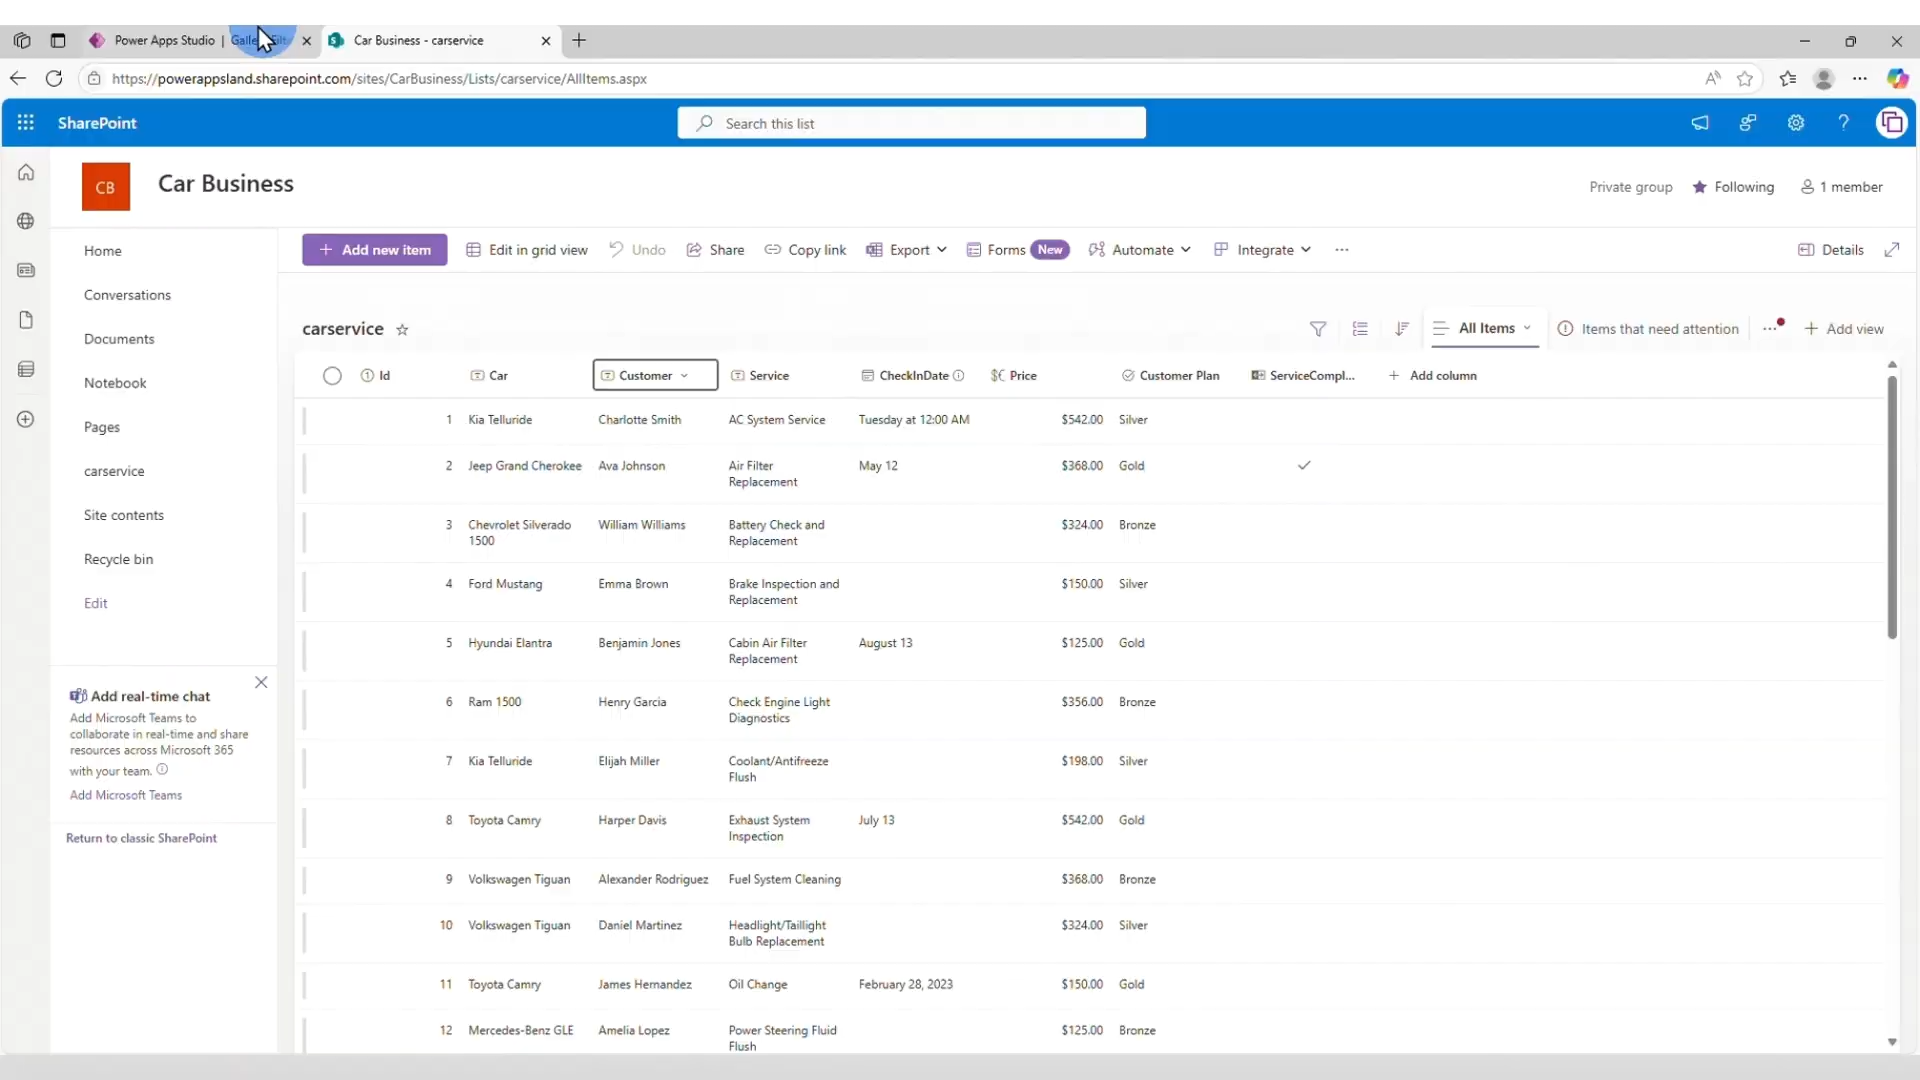 Power Apps Studio |
Car Business - carservice
https://powerappsland.sharepoint.com/sites/CarBusiness/Lists/carservice/AllItems.aspx
SharePoint
Search this list
CB
Car Business
Private group
Following
1 member
Home
Conversations
Documents
Notebook
Pages
carservice
Site contents
Recycle bin
Edit
Add real-time chat
Add Microsoft Teams to
collaborate in real-time and share
resources across Microsoft 365
with your team.
Add Microsoft Teams
Return to classic SharePoint
+ Add new item
Edit in grid view
Undo
Share
Copy link
Export
Forms New
Automate
Integrate
...
Details
carservice
All Items
Items that need attention
...
+ Add view
Id Car Customer Service CheckInDate Price Customer Plan ServiceCompl... + Add column
1 Kia Telluride Charlotte Smith AC System Service Tuesday at 12:00 AM $542.00 Silver
2 Jeep Grand Cherokee Ava Johnson Air Filter May 12 $368.00 Gold
Replacement
3 Chevrolet Silverado William Williams Battery Check and $324.00 Bronze
1500 Replacement
4 Ford Mustang Emma Brown Brake Inspection and $150.00 Silver
Replacement
5 Hyundai Elantra Benjamin Jones Cabin Air Filter August 13 $125.00 Gold
Replacement
6 Ram 1500 Henry Garcia Check Engine Light $356.00 Bronze
Diagnostics
7 Kia Telluride Elijah Miller Coolant/Antifreeze $198.00 Silver
Flush
8 Toyota Camry Harper Davis Exhaust System July 13 $542.00 Gold
Inspection
9 Volkswagen Tiguan Alexander Rodriguez Fuel System Cleaning $368.00 Bronze
10 Volkswagen Tiguan Daniel Martinez Headlight/Taillight $324.00 Silver
Bulb Replacement
11 Toyota Camry James Hernandez Oil Change February 28, 2023 $150.00 Gold
12 Mercedes-Benz GLE Amelia Lopez Power Steering Fluid $125.00 Bronze
Flush